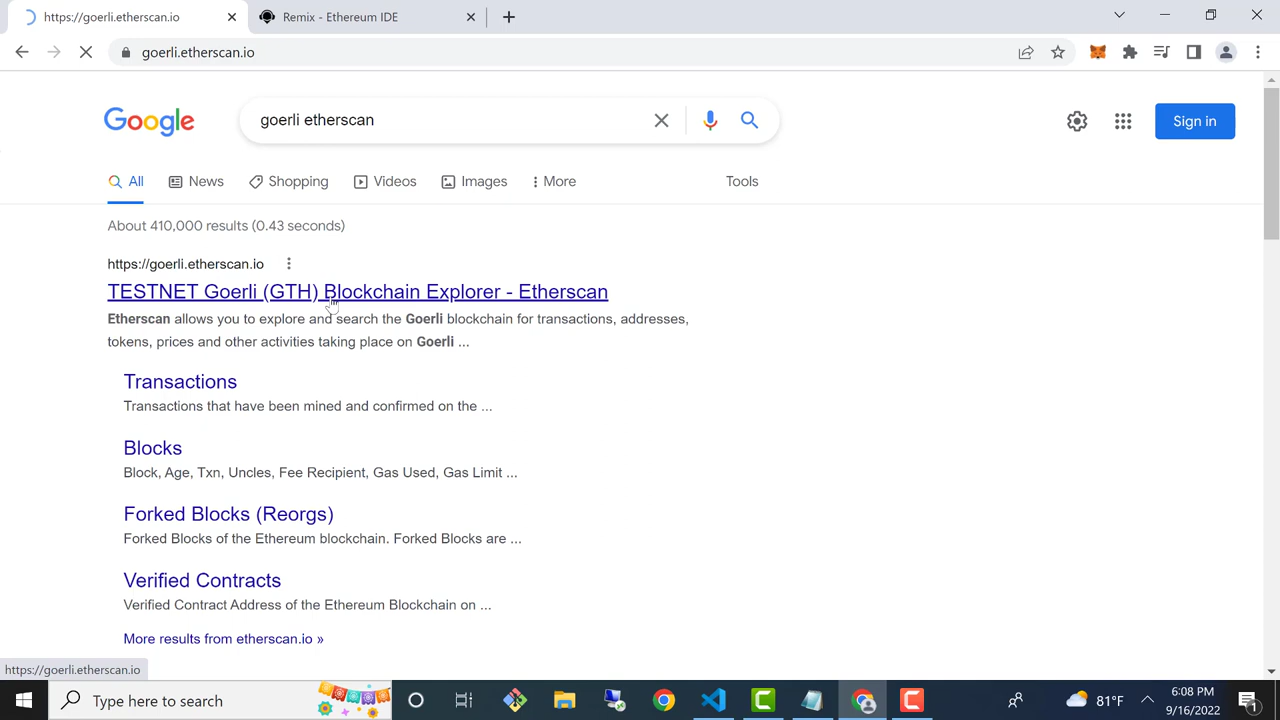 https://goerli.etherscan.io
Remix - Ethereum IDE
goerli.etherscan.io
Google
goerli etherscan
Sign in
All
News
Shopping
Videos
Images
More
Tools
About 410,000 results (0.43 seconds)
https://goerli.etherscan.io
TESTNET Goerli (GTH) Blockchain Explorer - Etherscan
Etherscan allows you to explore and search the Goerli blockchain for transactions, addresses,
tokens, prices and other activities taking place on Goerli ...
Transactions
Transactions that have been mined and confirmed on the ...
Blocks
Block, Age, Txn, Uncles, Fee Recipient, Gas Used, Gas Limit ...
Forked Blocks (Reorgs)
Forked Blocks of the Ethereum blockchain. Forked Blocks are ...
Verified Contracts
Verified Contract Address of the Ethereum Blockchain on ...
More results from etherscan.io »
https://goerli.etherscan.io
Type here to search
81°F
6:08 PM
9/16/2022
1